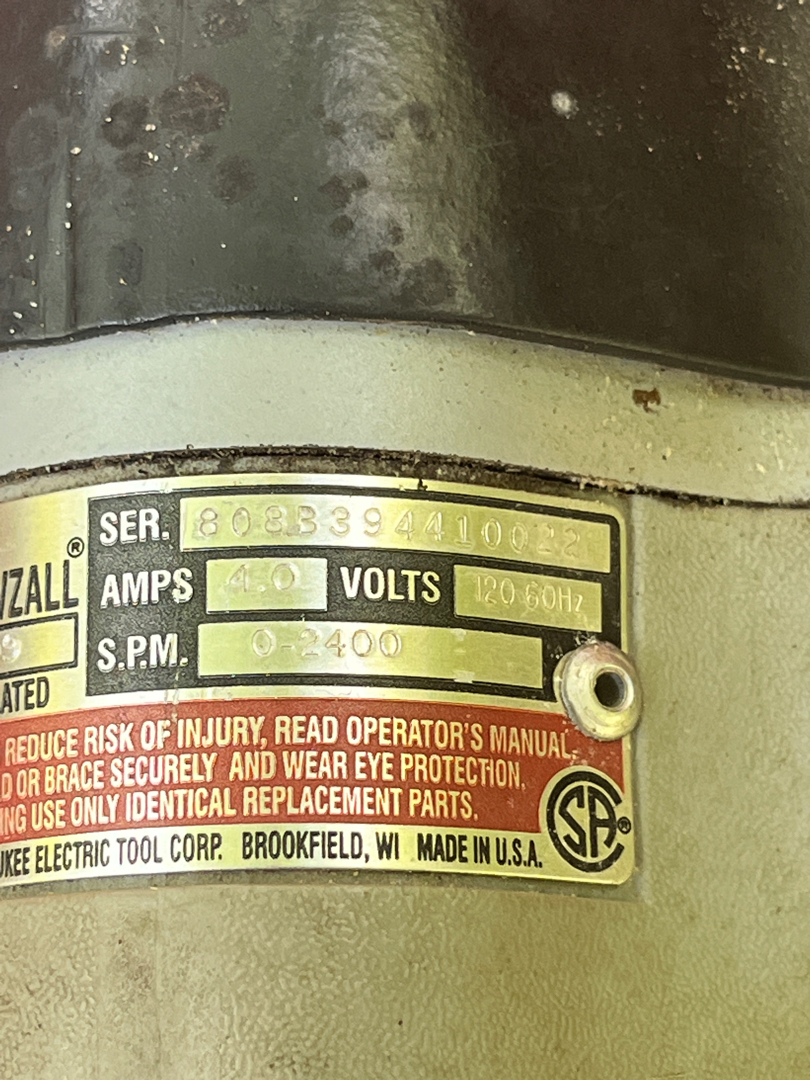 SER. 808B394410022
WZALL®
AMPS 4.0 VOLTS 120 60Hz
9
S.P.M. 0-2400
ATED
REDUCE RISK OF INJURY, READ OPERATOR'S MANUAL.
D OR BRACE SECURELY AND WEAR EYE PROTECTION.
ING USE ONLY IDENTICAL REPLACEMENT PARTS.
SA®
UKEE ELECTRIC TOOL CORP. BROOKFIELD, WI MADE IN U.S.A.